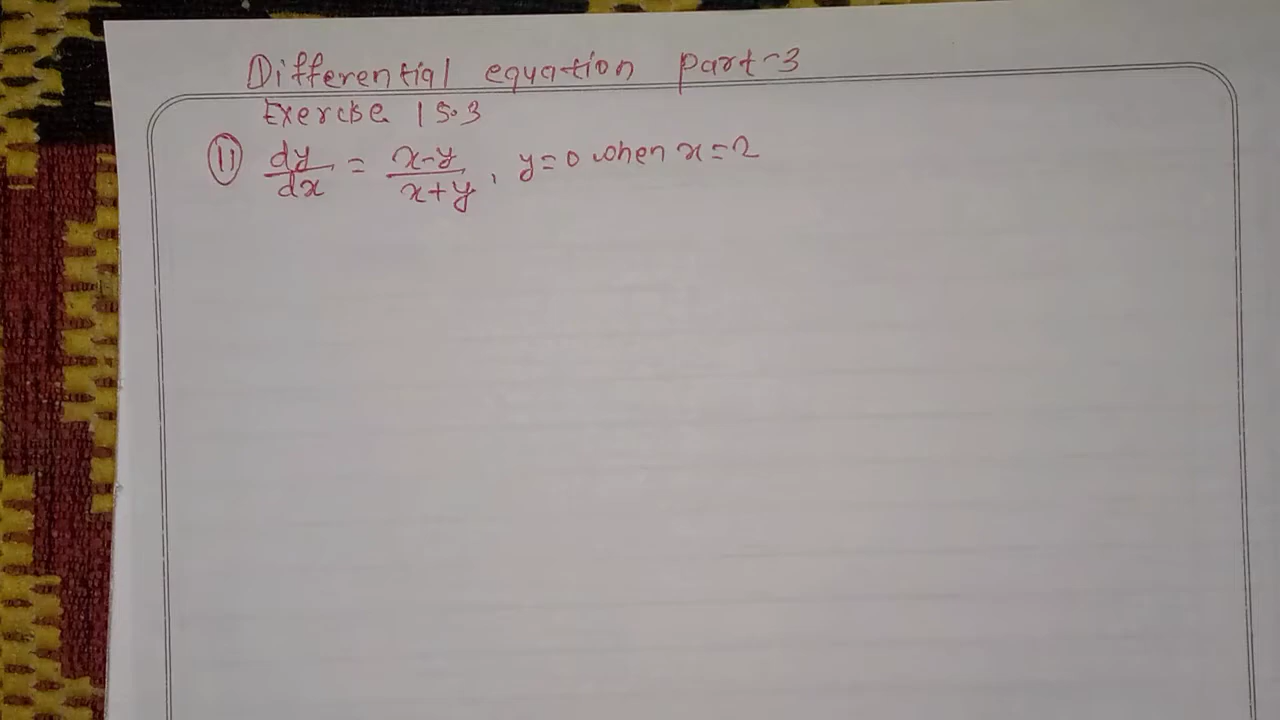 Differential equation Part-3
Exercise 15.3
(11) dy/dx = x-y/x+y, y=0 when x=2